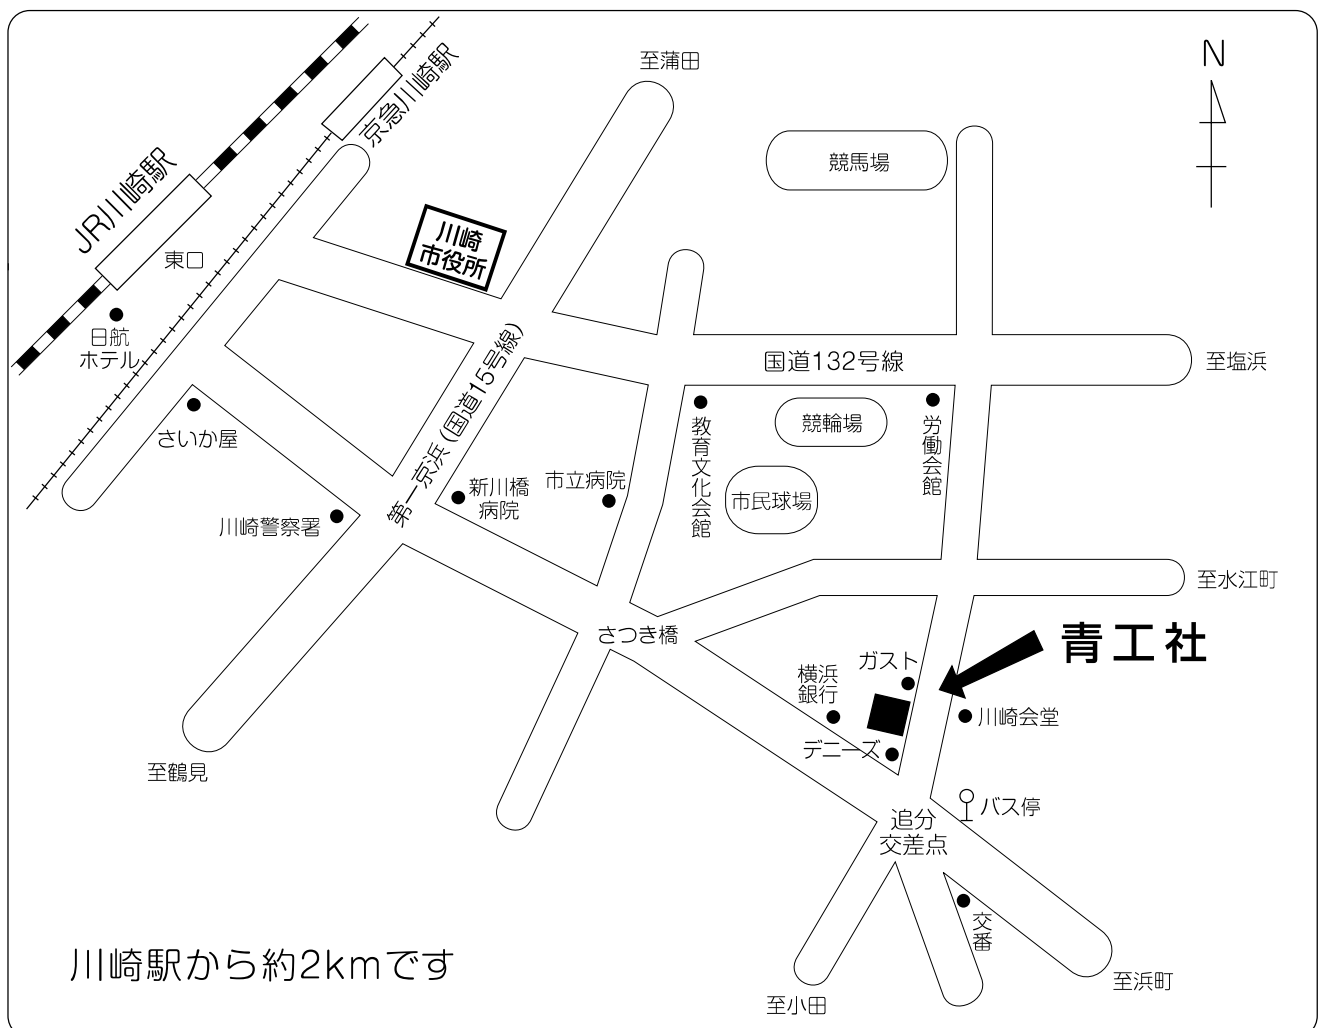 至蒲田
N
京急川崎駅
JR川崎駅
競馬場
川崎
市役所
東口
日航
ホテル
国道132号線
至塩浜
第一京浜(国道15号線)
さいか屋
教育文化会館
競輪場
労働会館
新川橋
病院
市立病院
市民球場
川崎警察署
至水江町
さつき橋
青工社
ガスト
横浜
銀行
川崎会堂
デニーズ
至鶴見
バス停
追分
交差点
交番
川崎駅から約2kmです
至浜町
至小田